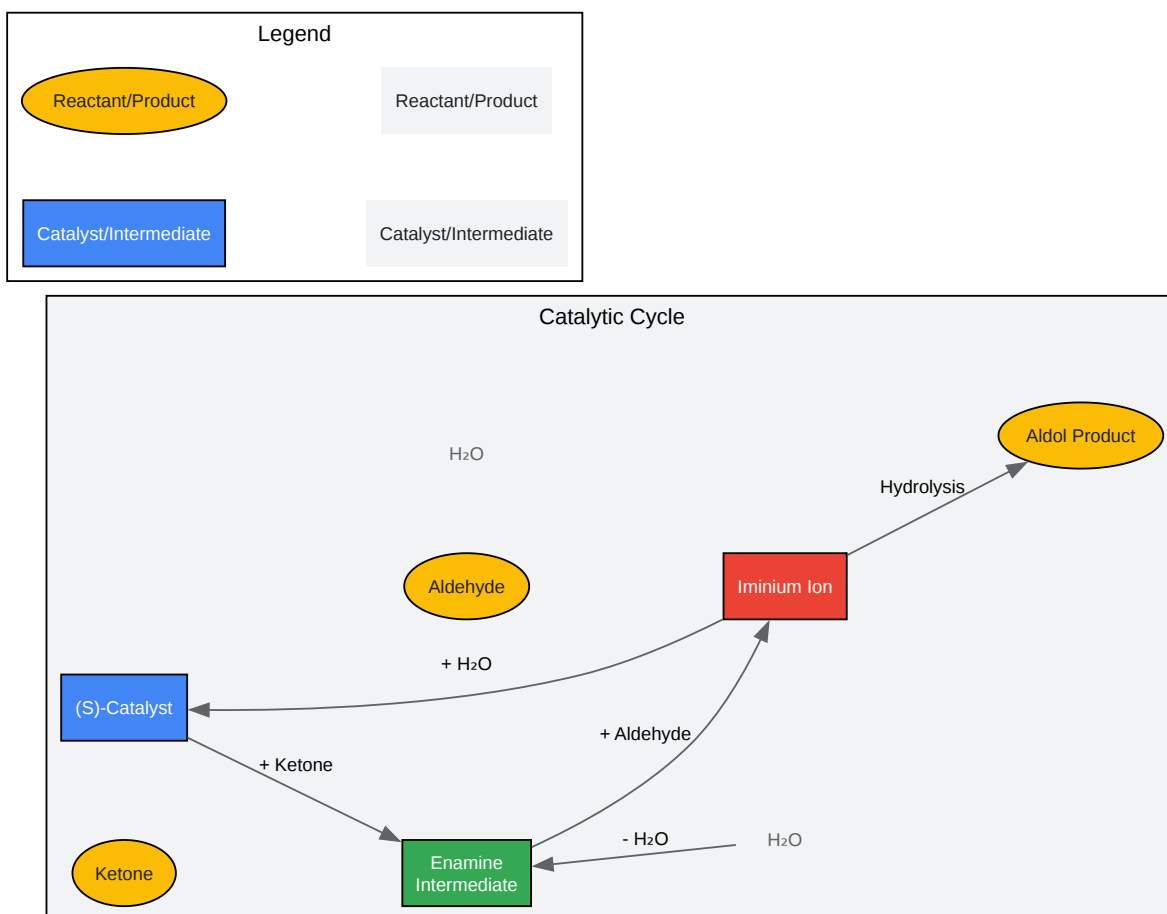 Legend
Reactant/Product
Reactant/Product
Catalyst/Intermediate
Catalyst/Intermediate
Catalytic Cycle
Aldol Product
H₂O
Hydrolysis
Aldehyde
Iminium Ion
+ H₂O
(S)-Catalyst
+ Aldehyde
+ Ketone
- H₂O
H₂O
Enamine
Intermediate
Ketone